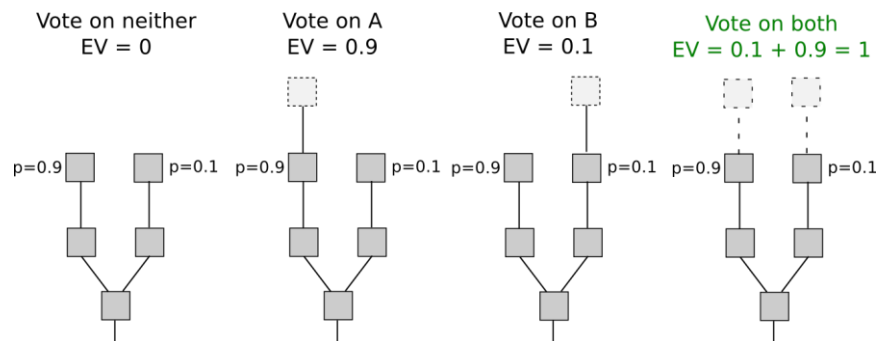 Vote on neither
EV = 0
Vote on A
EV = 0.9
Vote on B
EV = 0.1
Vote on both
EV = 0.1 + 0.9 = 1
p=0.9
p=0.1
p=0.9
p=0.1
p=0.9
p=0.1
p=0.9
p=0.1